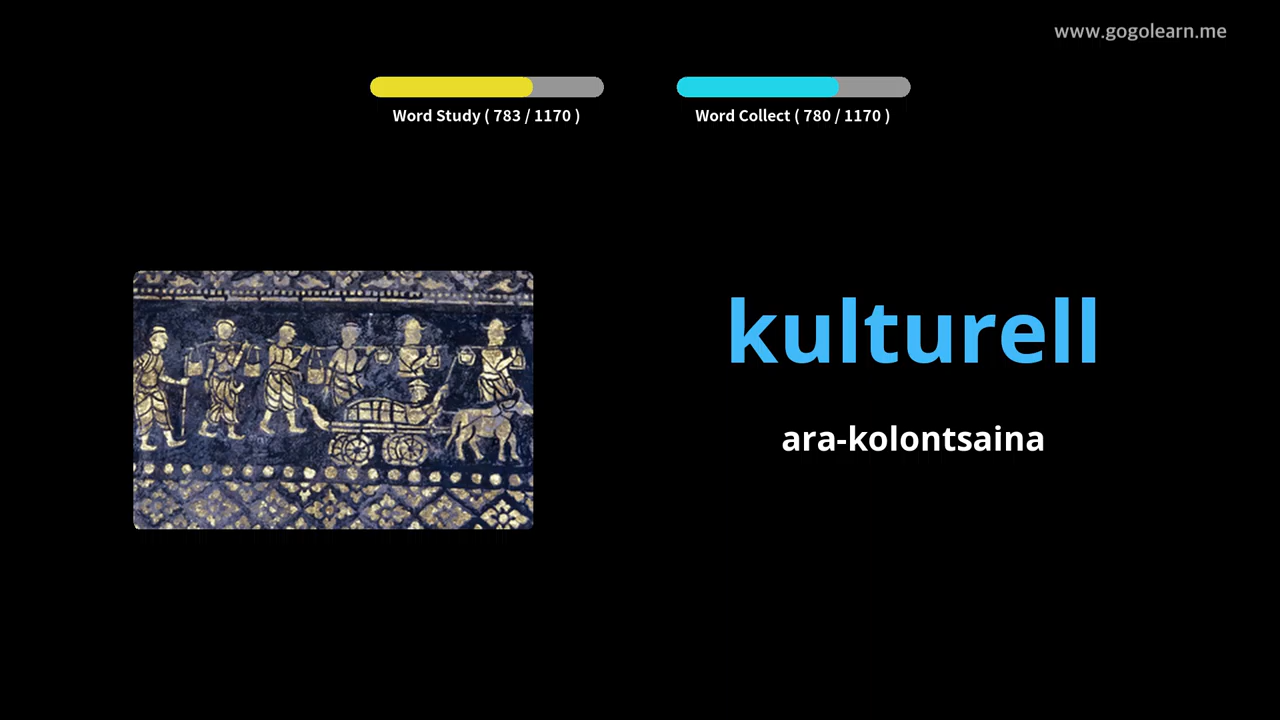 www.gogolearn.me
Word Study ( 783 / 1170 )
Word Collect ( 780 / 1170 )
kulturell
ara-kolontsaina